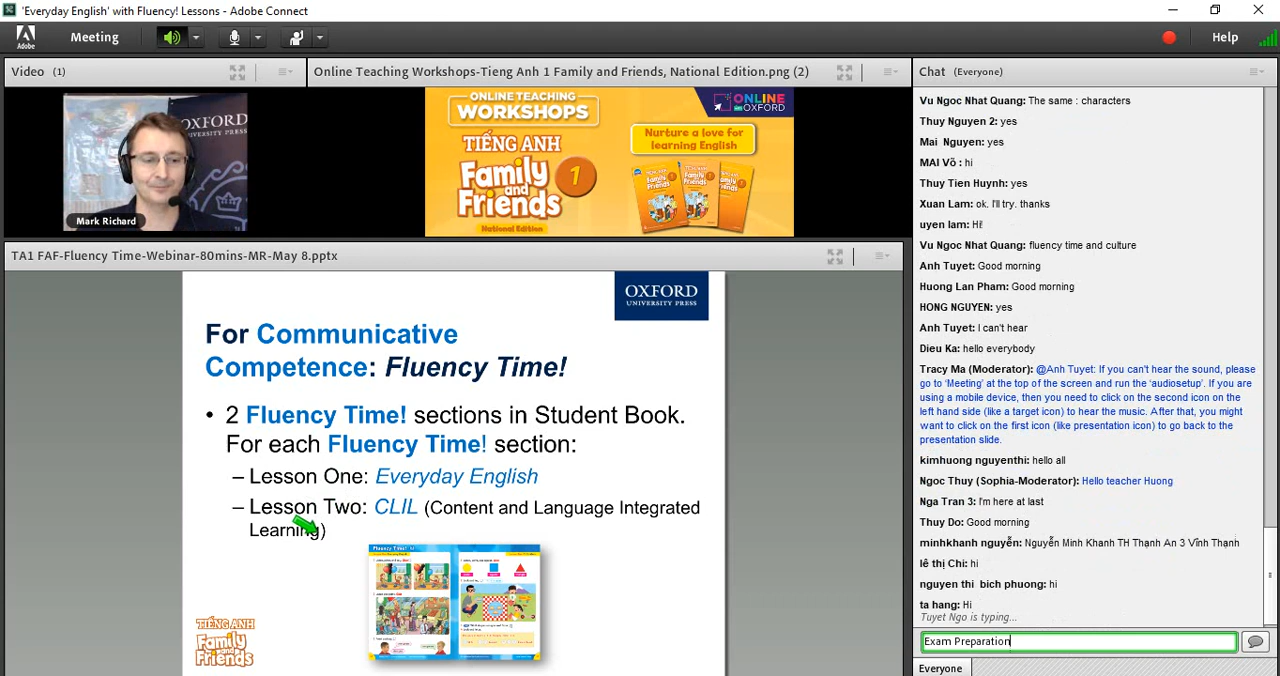 'Everyday English' with Fluency! Lessons - Adobe Connect
Adobe
Meeting
Help
Video (1)
Online Teaching Workshops-Tieng Anh 1 Family and Friends, National Edition.png (2)
Chat (Everyone)
OXFORD
UNIVERSITY PRESS
Mark Richard
ONLINE TEACHING
WORKSHOPS
TIẾNG ANH
Family
and
Friends
1
National Edition
ONLINE
OXFORD
Nurture a love for
learning English
TA1 FAF-Fluency Time-Webinar-80mins-MR-May 8.pptx
OXFORD
UNIVERSITY PRESS
For Communicative
Competence: Fluency Time!
• 2 Fluency Time! sections in Student Book.
For each Fluency Time! section:
– Lesson One: Everyday English
– Lesson Two: CLIL (Content and Language Integrated
Learning)
Fluency Time!
TIẾNG ANH
Family
and
Friends
Vu Ngoc Nhat Quang: The same : characters
Thuy Nguyen 2: yes
Mai Nguyen: yes
MAI Võ : hi
Thuy Tien Huynh: yes
Xuan Lam: ok. I'll try. thanks
uyen lam: Hi!
Vu Ngoc Nhat Quang: fluency time and culture
Anh Tuyet: Good morning
Huong Lan Pham: Good morning
HONG NGUYEN: yes
Anh Tuyet: I can't hear
Dieu Ka: hello everybody
Tracy Ma (Moderator): @Anh Tuyet: If you can't hear the sound, please
go to 'Meeting' at the top of the screen and run the 'audiosetup'. If you are
using a mobile device, then you need to click on the second icon on the
left hand side (like a target icon) to hear the music. After that, you might
want to click on the first icon (like presentation icon) to go back to the
presentation slide.
kimhuong nguyenthi: hello all
Ngoc Thuy (Sophia-Moderator): Hello teacher Huong
Nga Tran 3: I'm here at last
Thuy Do: Good morning
minhkhanh nguyễn: Nguyễn Minh Khanh TH Thạnh An 3 Vĩnh Thạnh
lê thị Chi: hi
nguyen thi bich phuong: hi
ta hang: Hi
Tuyet Ngo is typing...
Exam Preparation
Everyone